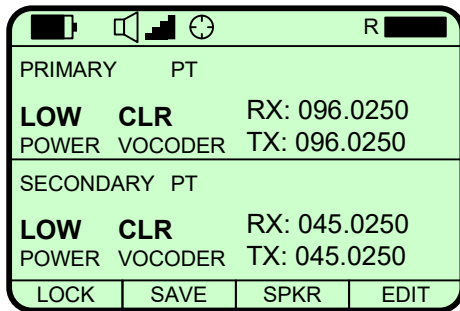 R
PRIMARY PT
LOW CLR RX: 096.0250
POWER VOCODER TX: 096.0250
SECONDARY PT
LOW CLR RX: 045.0250
POWER VOCODER TX: 045.0250
LOCK SAVE SPKR EDIT